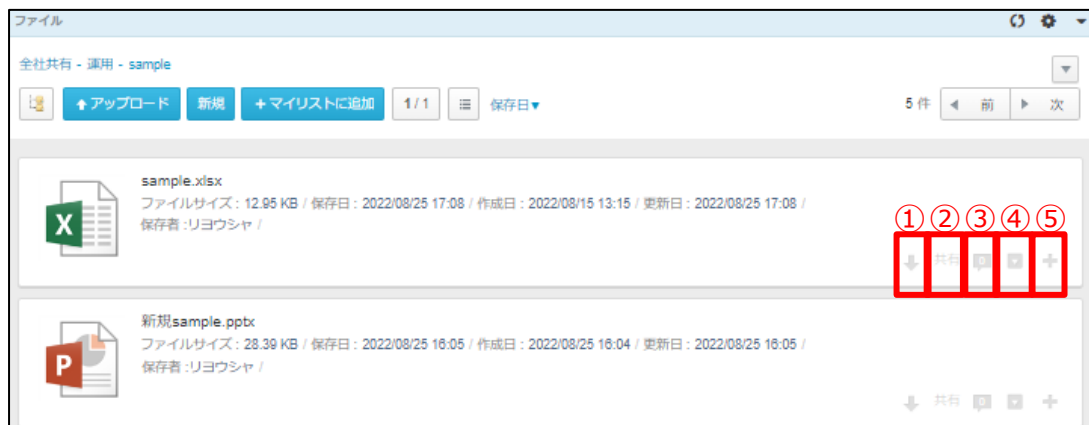 ファイル
全社共有 - 運用 - sample
アップロード 新規 +マイリストに追加 1/1 保存日▼ 5 件 前 次
sample.xlsx
ファイルサイズ : 12.95 KB / 保存日 : 2022/08/25 17:08 / 作成日 : 2022/08/15 13:15 / 更新日 : 2022/08/25 17:08 /
保存者 :リヨウシャ /
① ② ③ ④ ⑤
共有 0
新規sample.pptx
ファイルサイズ : 28.39 KB / 保存日 : 2022/08/25 16:05 / 作成日 : 2022/08/25 16:04 / 更新日 : 2022/08/25 16:05 /
保存者 :リヨウシャ /
共有 0